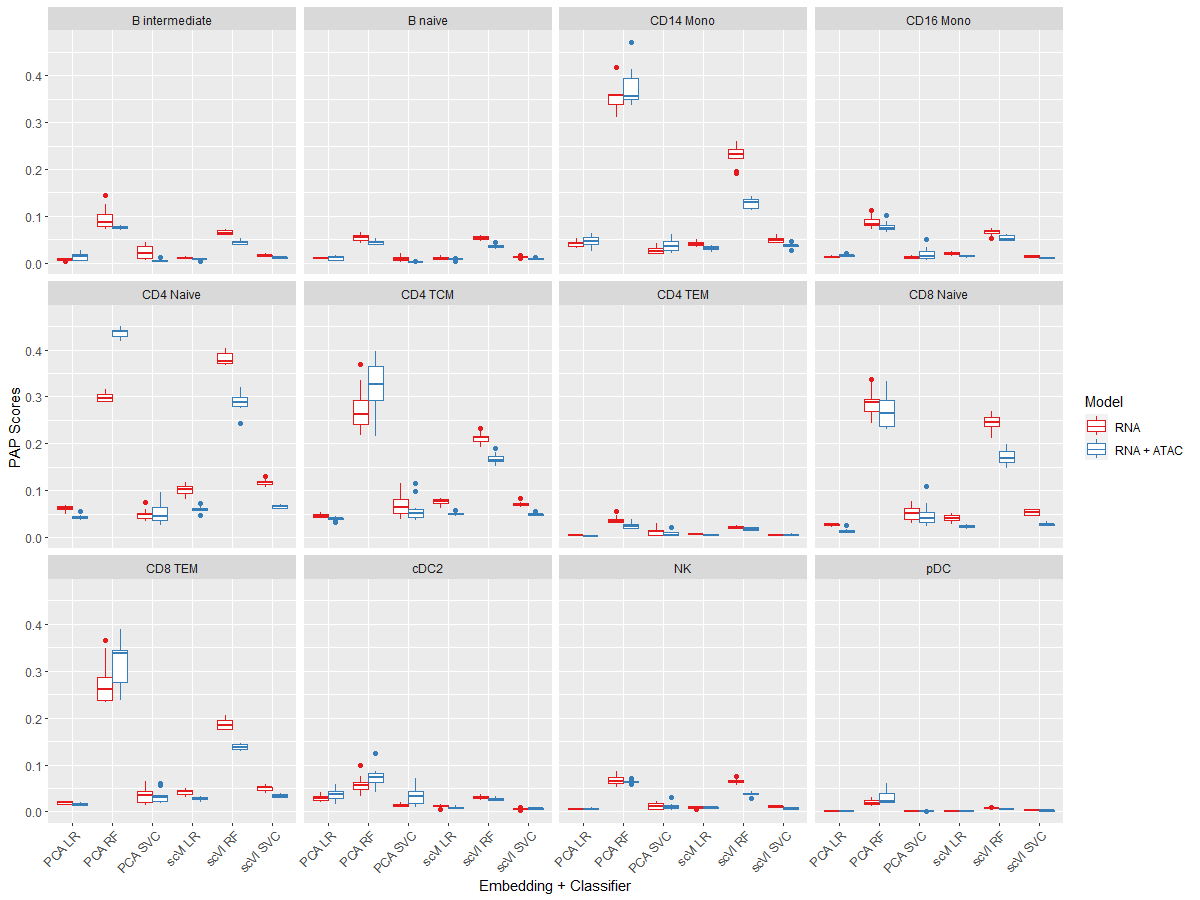 B intermediate
B naive
CD14 Mono
CD16 Mono
0.4
0.3
0.2
0.1
0.0
CD4 Naive
CD4 TCM
CD4 TEM
CD8 Naive
0.4
0.3
0.2
0.1
0.0
PAP Scores
Model
RNA
RNA + ATAC
CD8 TEM
cDC2
NK
pDC
0.4
0.3
0.2
0.1
0.0
PCA LR
PCA RF
PCA SVC
scVI LR
scVI RF
scVI SVC
PCA LR
PCA RF
PCA SVC
scVI LR
scVI RF
scVI SVC
PCA LR
PCA RF
PCA SVC
scVI LR
scVI RF
scVI SVC
PCA LR
PCA RF
PCA SVC
scVI LR
scVI RF
scVI SVC
Embedding + Classifier